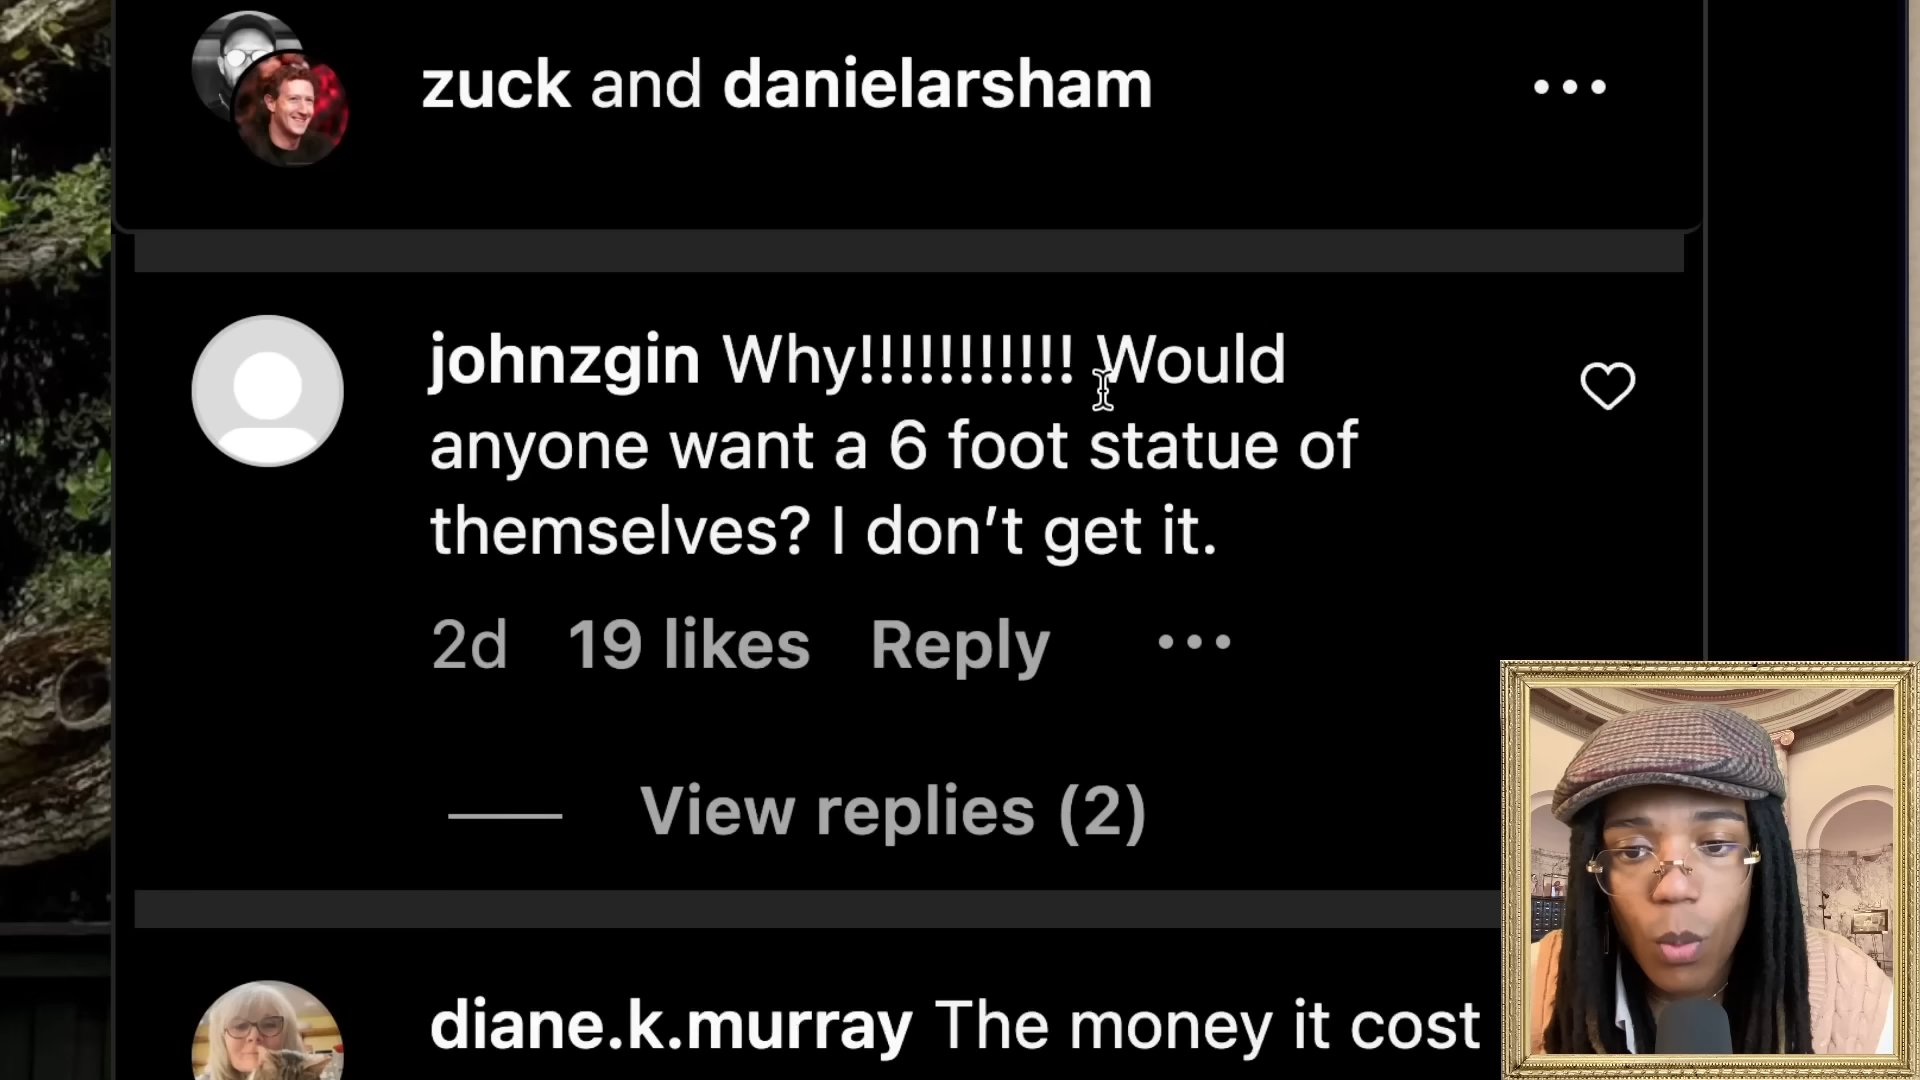 zuck and danielarsham
johnzgin Why!!!!!!!!!!! Would
anyone want a 6 foot statue of
themselves? I don’t get it.
2d 19 likes Reply
View replies (2)
diane.k.murray The money it cost